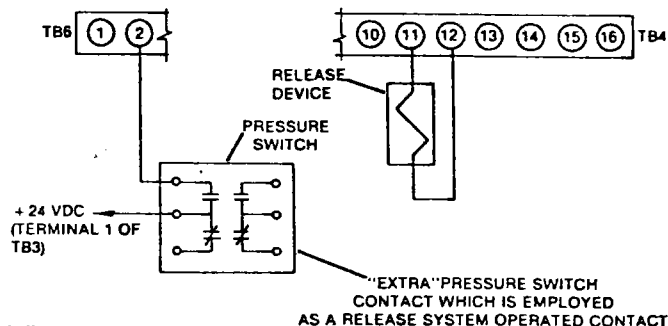 TB6 1 2
10 11 12 13 14 15 16 TB4
RELEASE
DEVICE
PRESSURE
SWITCH
+ 24 VDC
(TERMINAL 1 OF
TB3)
"EXTRA" PRESSURE SWITCH
CONTACT WHICH IS EMPLOYED
AS A RELEASE SYSTEM OPERATED CONTACT